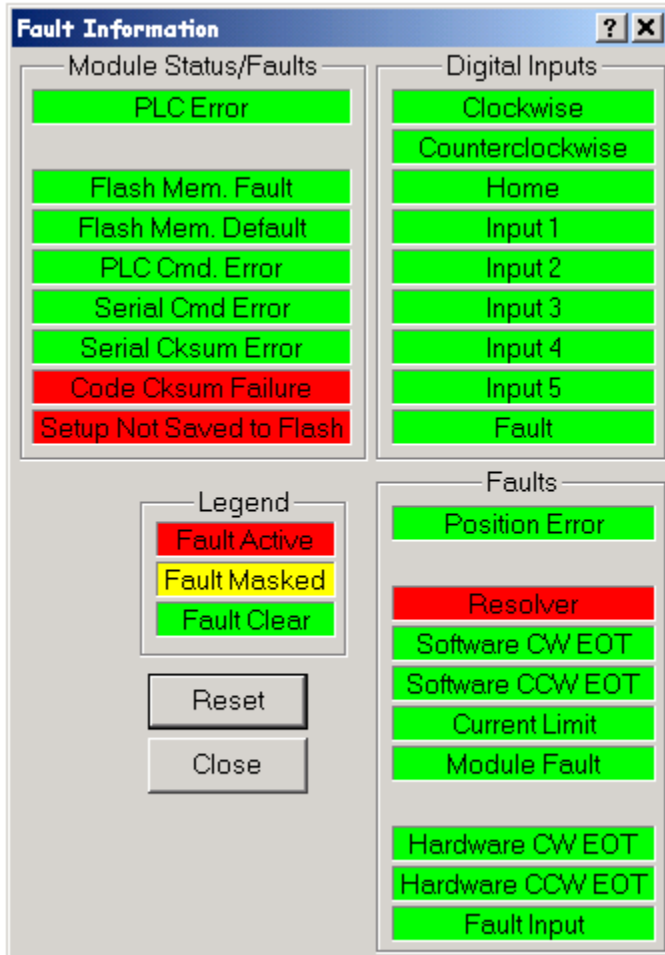 Fault Information
Module Status/Faults
PLC Error
Flash Mem. Fault
Flash Mem. Default
PLC Cmd. Error
Serial Cmd Error
Serial Cksum Error
Code Cksum Failure
Setup Not Saved to Flash
Digital Inputs
Clockwise
Counterclockwise
Home
Input 1
Input 2
Input 3
Input 4
Input 5
Fault
Legend
Fault Active
Fault Masked
Fault Clear
Reset
Close
Faults
Position Error
Resolver
Software CW EOT
Software CCW EOT
Current Limit
Module Fault
Hardware CW EOT
Hardware CCW EOT
Fault Input